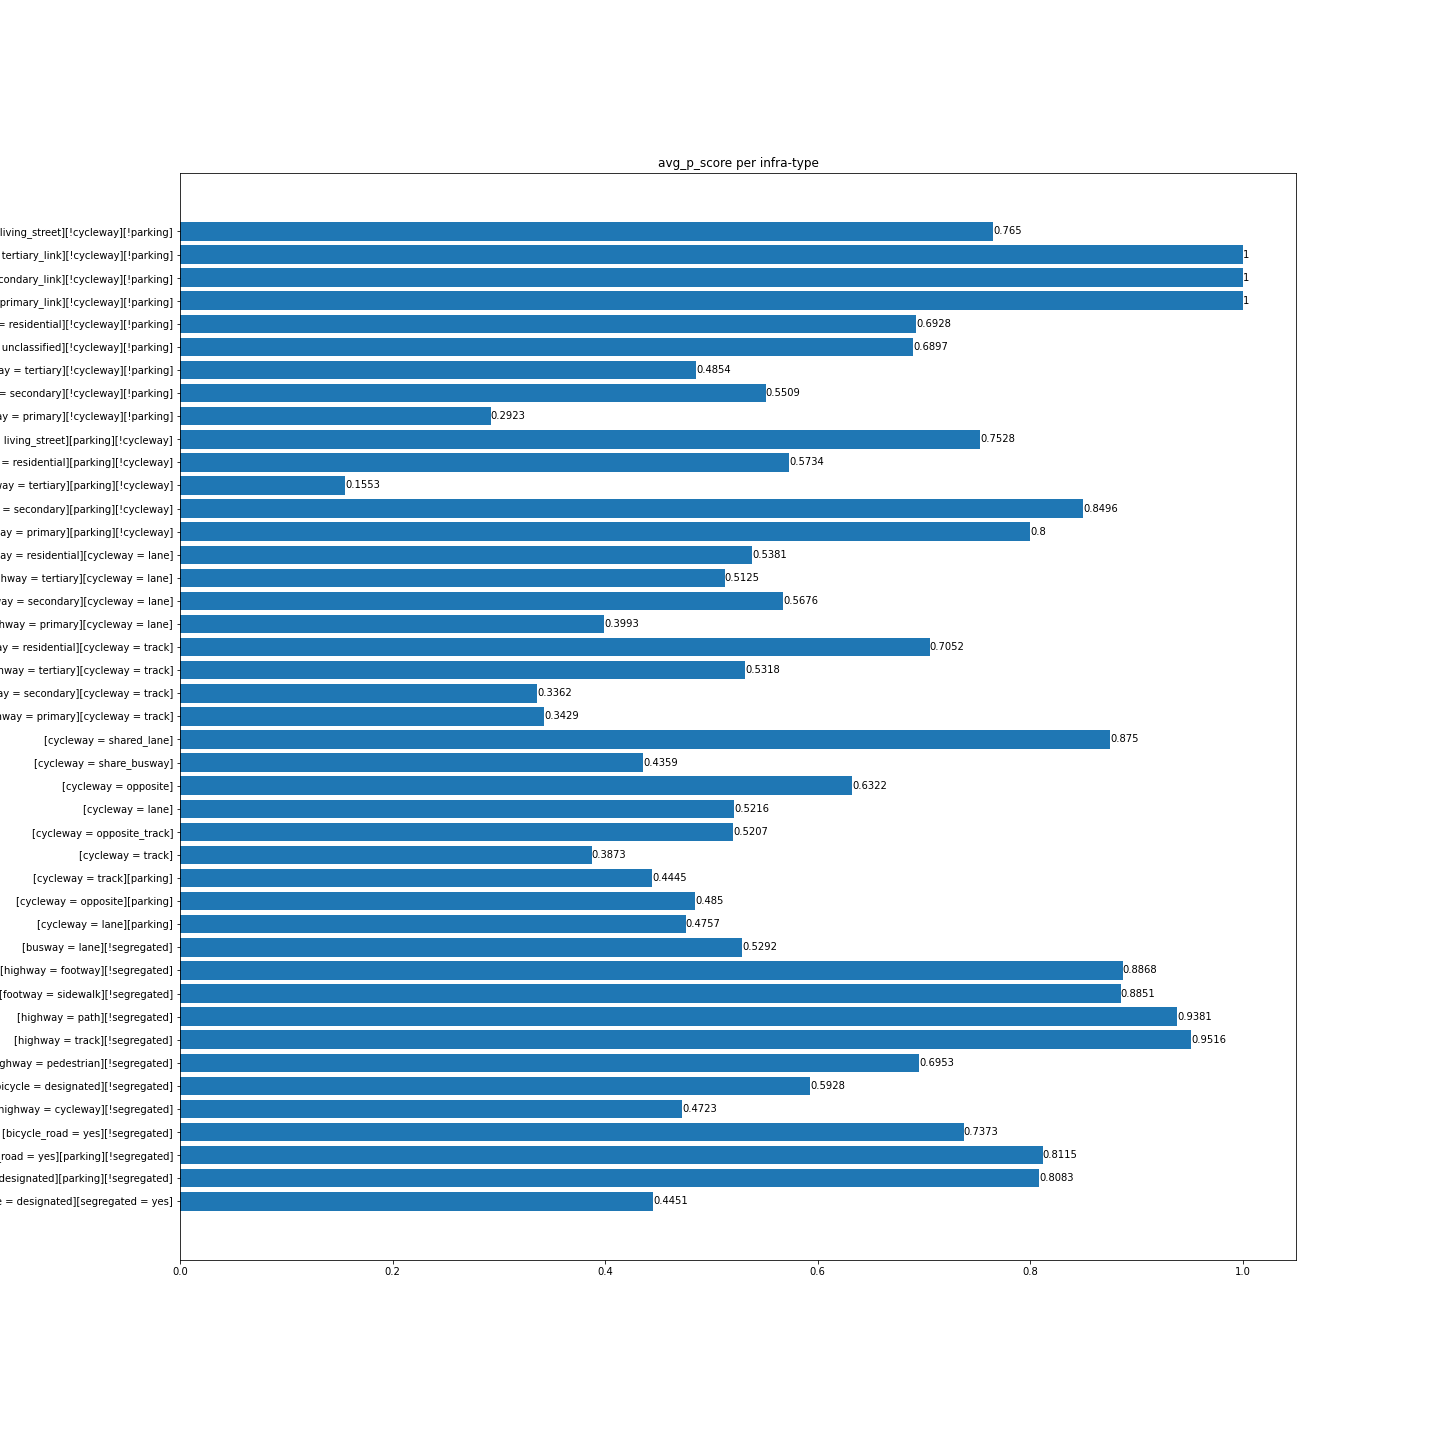 avg_p_score per infra-type
living_street][!cycleway][!parking] 0.765
tertiary_link][!cycleway][!parking] 1
condary_link][!cycleway][!parking] 1
primary_link][!cycleway][!parking] 1
= residential][!cycleway][!parking] 0.6928
unclassified][!cycleway][!parking] 0.6897
ay = tertiary][!cycleway][!parking] 0.4854
= secondary][!cycleway][!parking] 0.5509
ay = primary][!cycleway][!parking] 0.2923
living_street][parking][!cycleway] 0.7528
= residential][parking][!cycleway] 0.5734
way = tertiary][parking][!cycleway] 0.1553
= secondary][parking][!cycleway] 0.8496
ay = primary][parking][!cycleway] 0.8
ay = residential][cycleway = lane] 0.5381
hway = tertiary][cycleway = lane] 0.5125
ay = secondary][cycleway = lane] 0.5676
hway = primary][cycleway = lane] 0.3993
ay = residential][cycleway = track] 0.7052
hway = tertiary][cycleway = track] 0.5318
ay = secondary][cycleway = track] 0.3362
way = primary][cycleway = track] 0.3429
[cycleway = shared_lane] 0.875
[cycleway = share_busway] 0.4359
[cycleway = opposite] 0.6322
[cycleway = lane] 0.5216
[cycleway = opposite_track] 0.5207
[cycleway = track] 0.3873
[cycleway = track][parking] 0.4445
[cycleway = opposite][parking] 0.485
[cycleway = lane][parking] 0.4757
[busway = lane][!segregated] 0.5292
[highway = footway][!segregated] 0.8868
[footway = sidewalk][!segregated] 0.8851
[highway = path][!segregated] 0.9381
[highway = track][!segregated] 0.9516
ghway = pedestrian][!segregated] 0.6953
bicycle = designated][!segregated] 0.5928
highway = cycleway][!segregated] 0.4723
[bicycle_road = yes][!segregated] 0.7373
_road = yes][parking][!segregated] 0.8115
designated][parking][!segregated] 0.8083
e = designated][segregated = yes] 0.4451
0.0 0.2 0.4 0.6 0.8 1.0